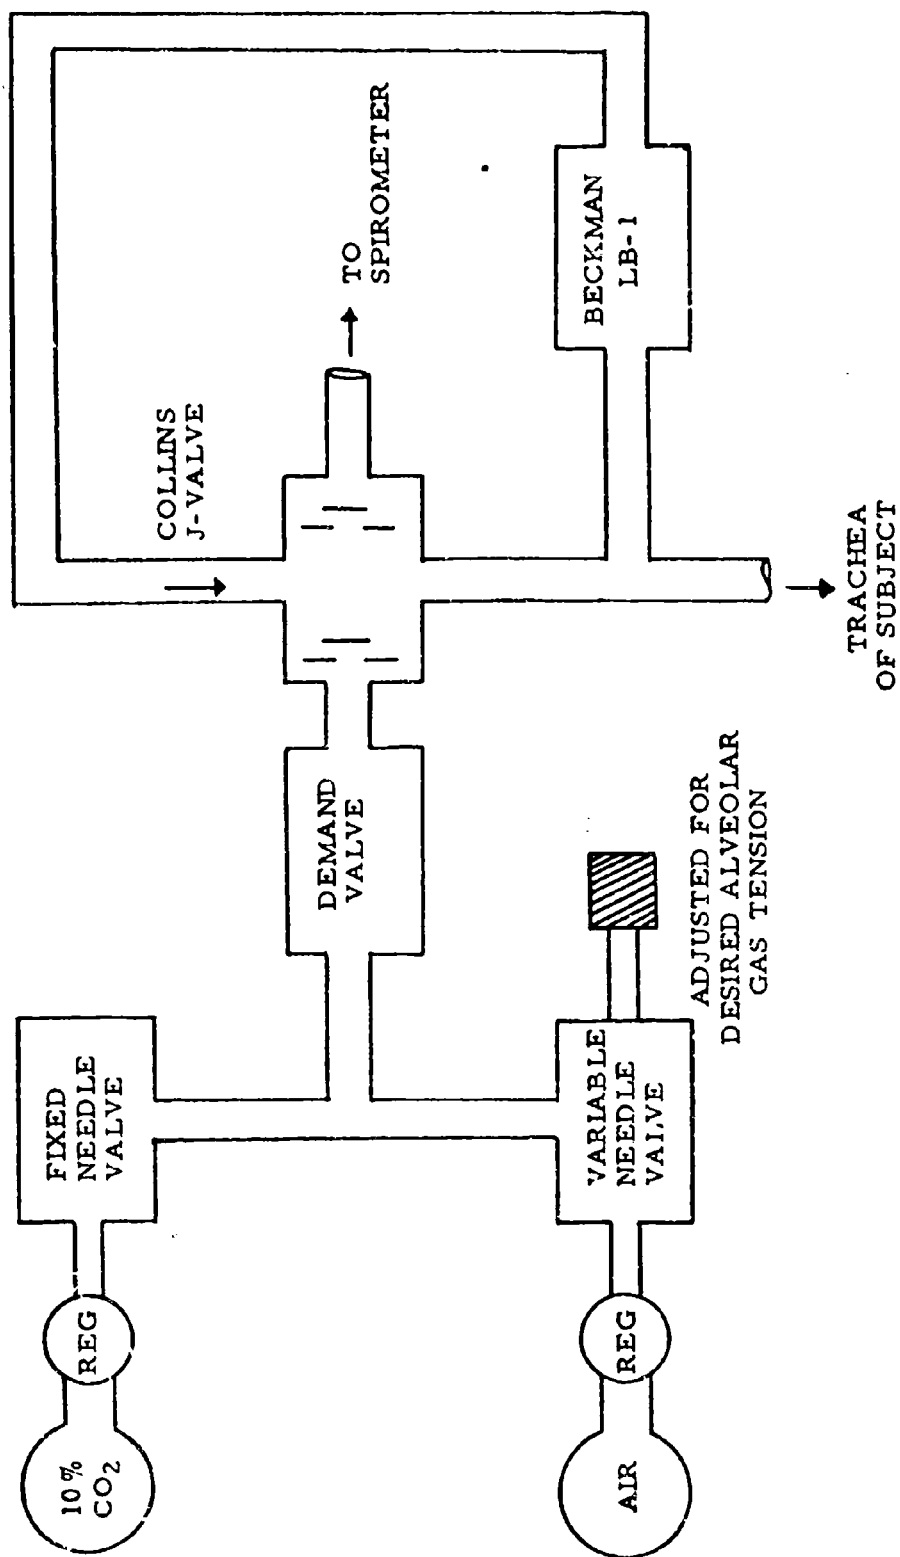 10%
CO2
REG
FIXED
NEEDLE
VALVE
AIR
REG
VARIABLE
NEEDLE
VALVE
ADJUSTED FOR
DESIRED ALVEOLAR
GAS TENSION
DEMAND
VALVE
COLLINS
J-VALVE
TO
SPIROMETER
BECKMAN
LB-1
TRACHEA
OF SUBJECT